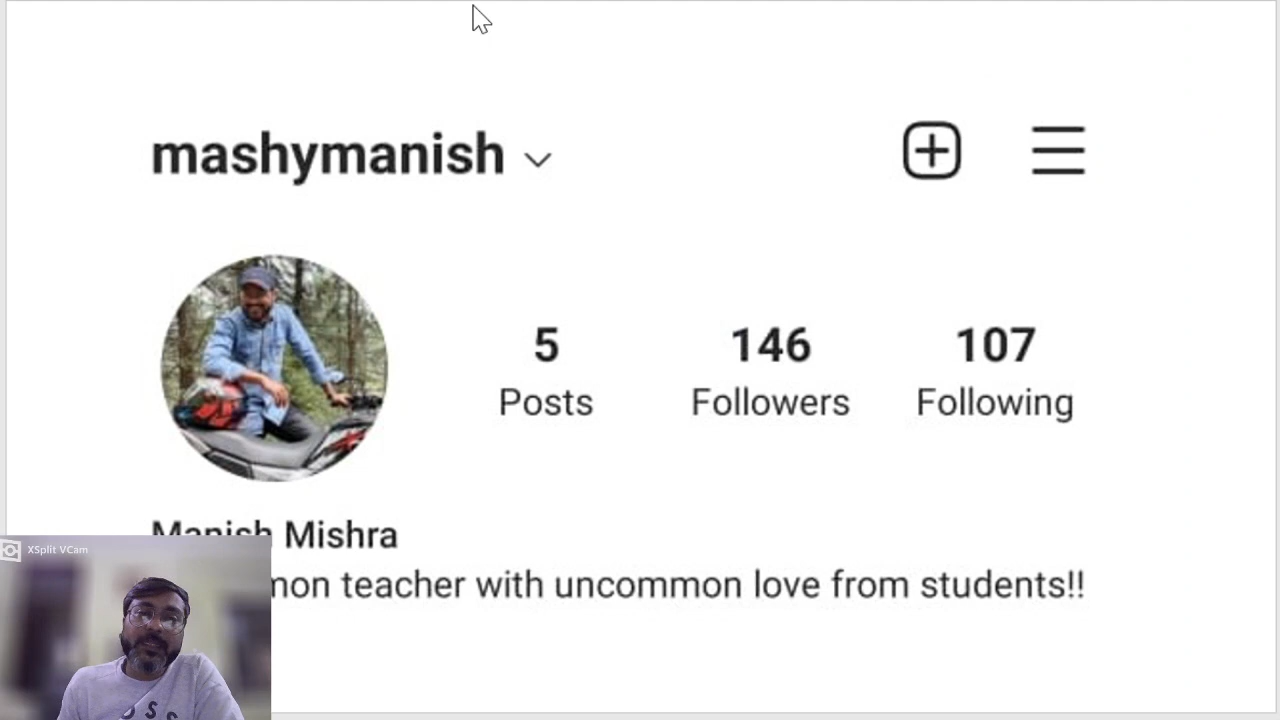 mashymanish
5 146 107
Posts Followers Following
Manish Mishra
mon teacher with uncommon love from students!!
XSplit VCam